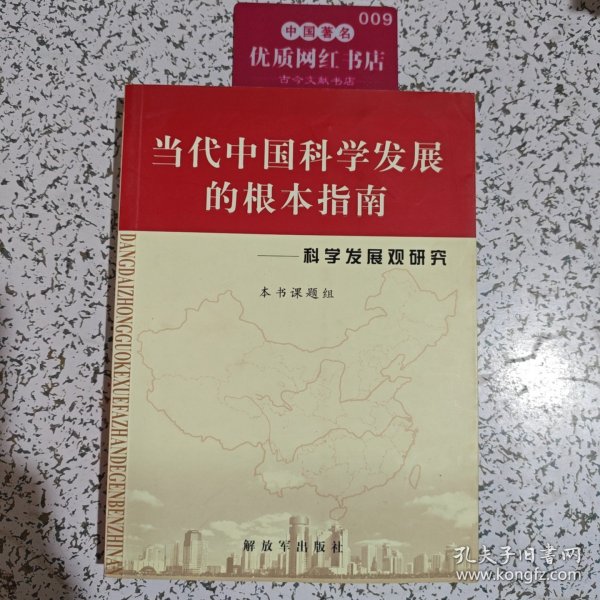 009
中国著名
优质网红书店
古今文献书店
当代中国科学发展
的根本指南
——科学发展观研究
本书课题组
DANGDAIZHONGGUOKEXUEFAZHANDEGENBENZHINAN
解放军出版社
孔夫子旧书网
www.kongfz.com